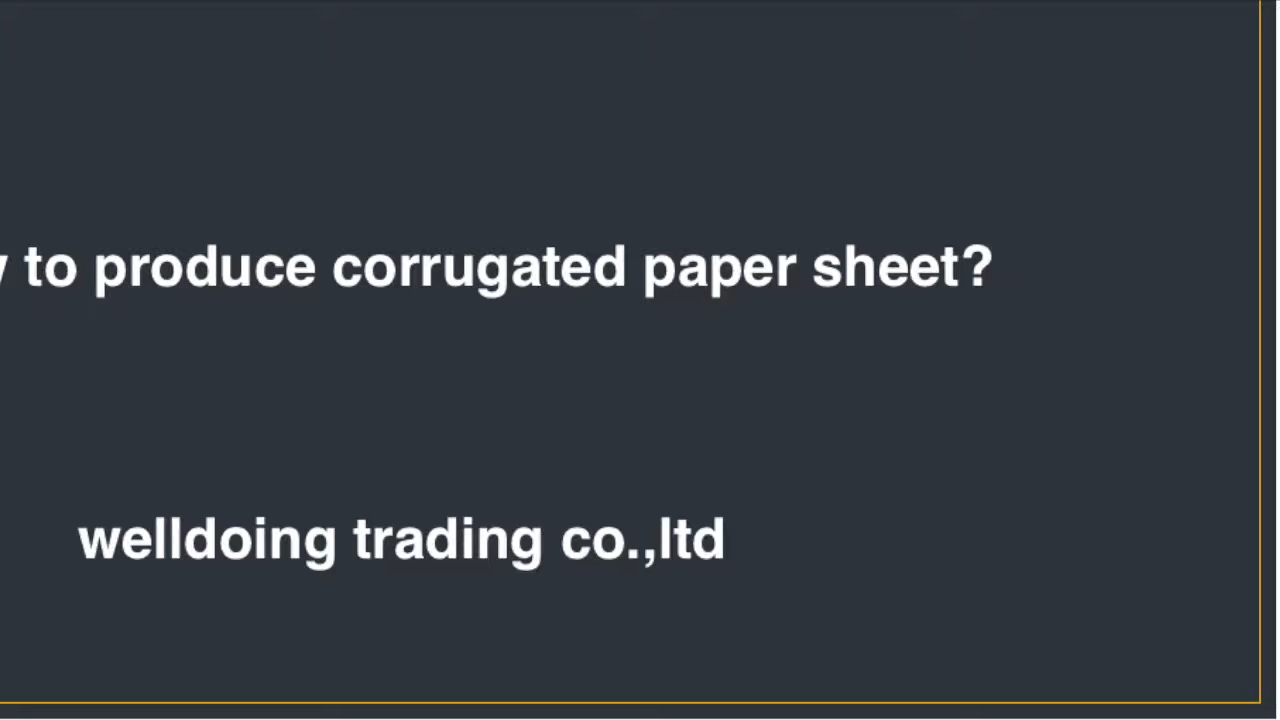 to produce corrugated paper sheet?
welldoing trading co.,ltd